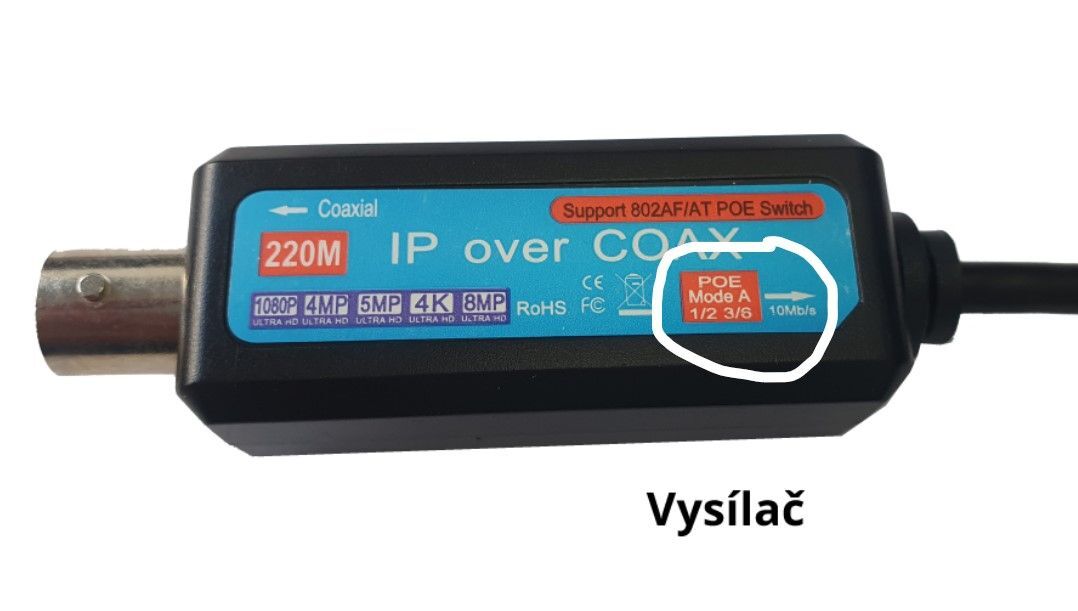 ← Coaxial
Support 802AF/AT POE Switch
220M
IP over COAX
1080P 4MP 5MP 4K 8MP
ULTRA HD ULTRA HD ULTRA HD ULTRA HD ULTRA HD
RoHS
CE
FC
POE
Mode A
1/2 3/6
10Mb/s
Vysílač